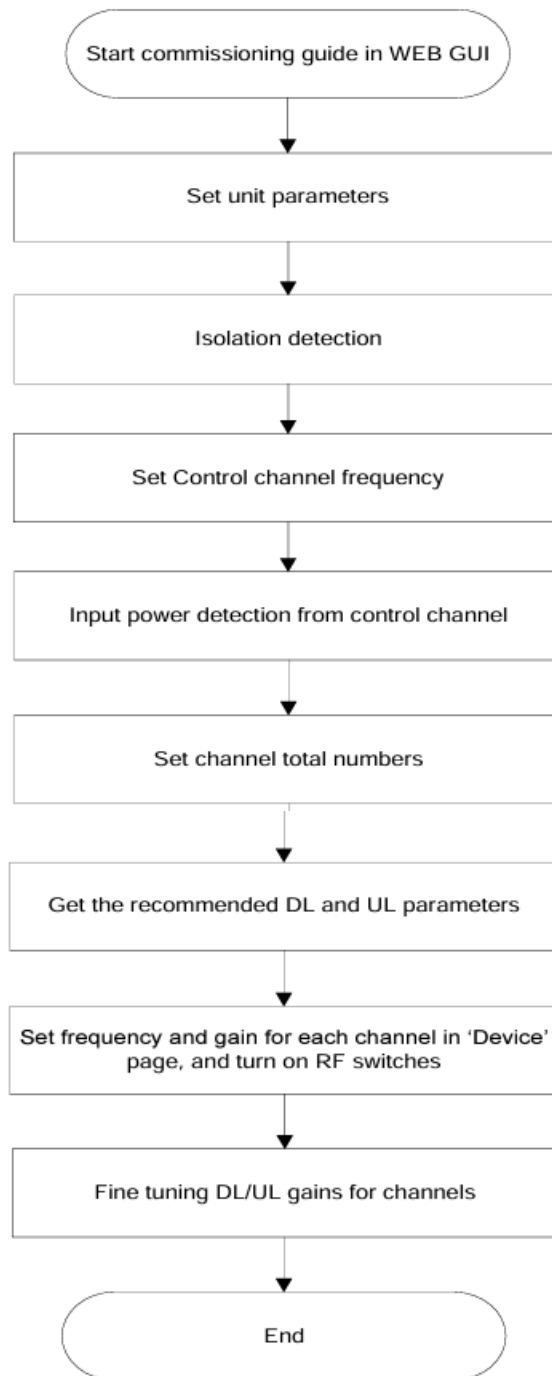 Start commissioning guide in WEB GUI
Set unit parameters
Isolation detection
Set Control channel frequency
Input power detection from control channel
Set channel total numbers
Get the recommended DL and UL parameters
Set frequency and gain for each channel in ‘Device’
page, and turn on RF switches
Fine tuning DL/UL gains for channels
End